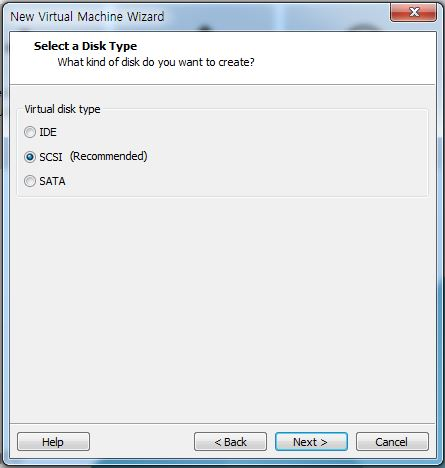 New Virtual Machine Wizard
Select a Disk Type
What kind of disk do you want to create?
Virtual disk type
IDE
SCSI (Recommended)
SATA
Help
< Back
Next >
Cancel